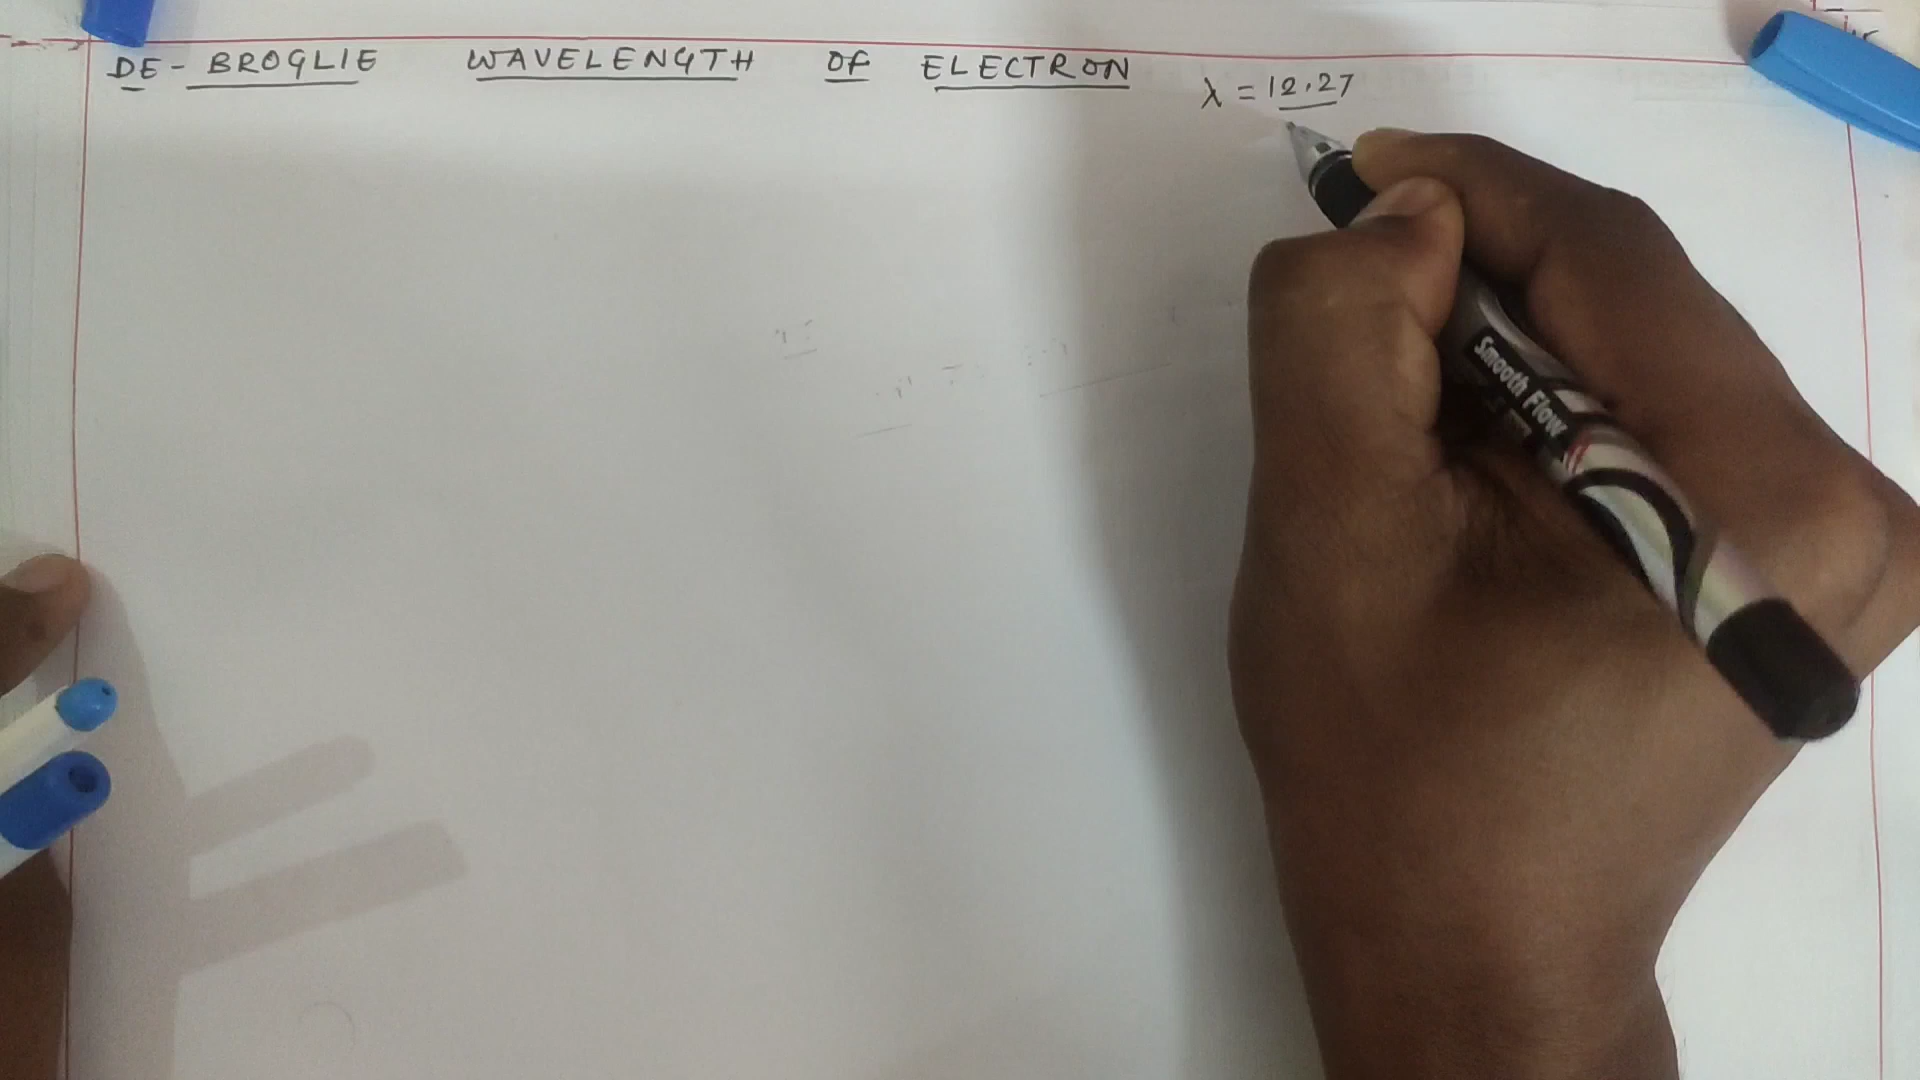 DE-BROGLIE WAVELENGTH OF ELECTRON
λ = 12.27
Smooth Flow